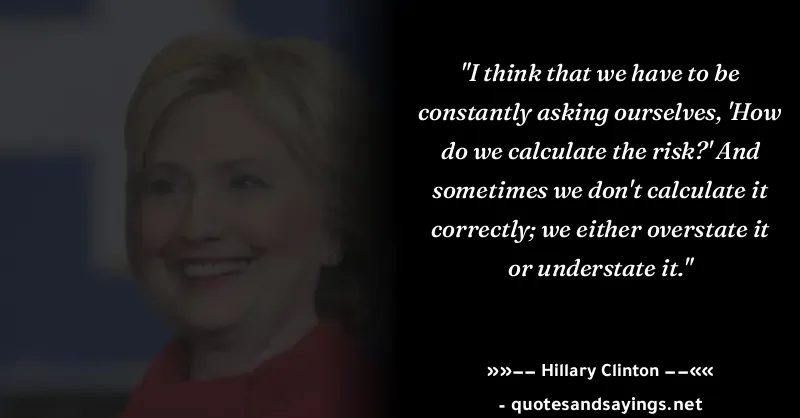 "I think that we have to be
constantly asking ourselves, 'How
do we calculate the risk?' And
sometimes we don't calculate it
correctly; we either overstate it
or understate it."
»»−− Hillary Clinton −−««
- quotesandsayings.net